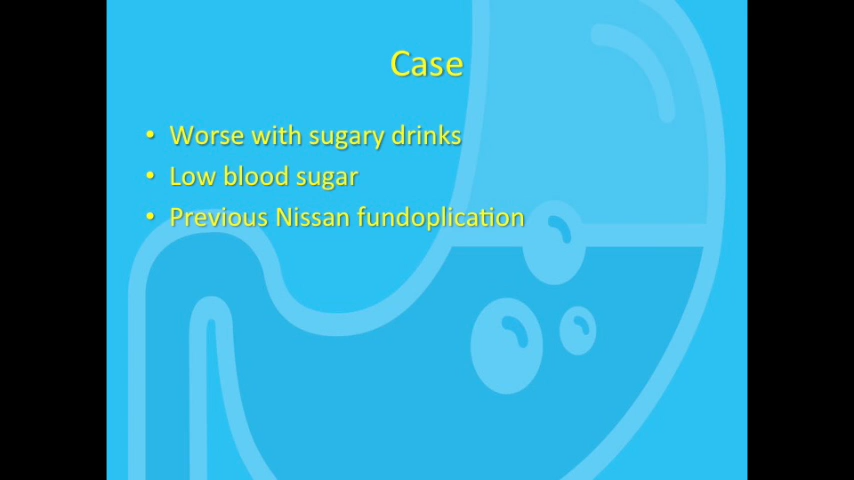 Case
• Worse with sugary drinks
• Low blood sugar
• Previous Nissan fundoplication